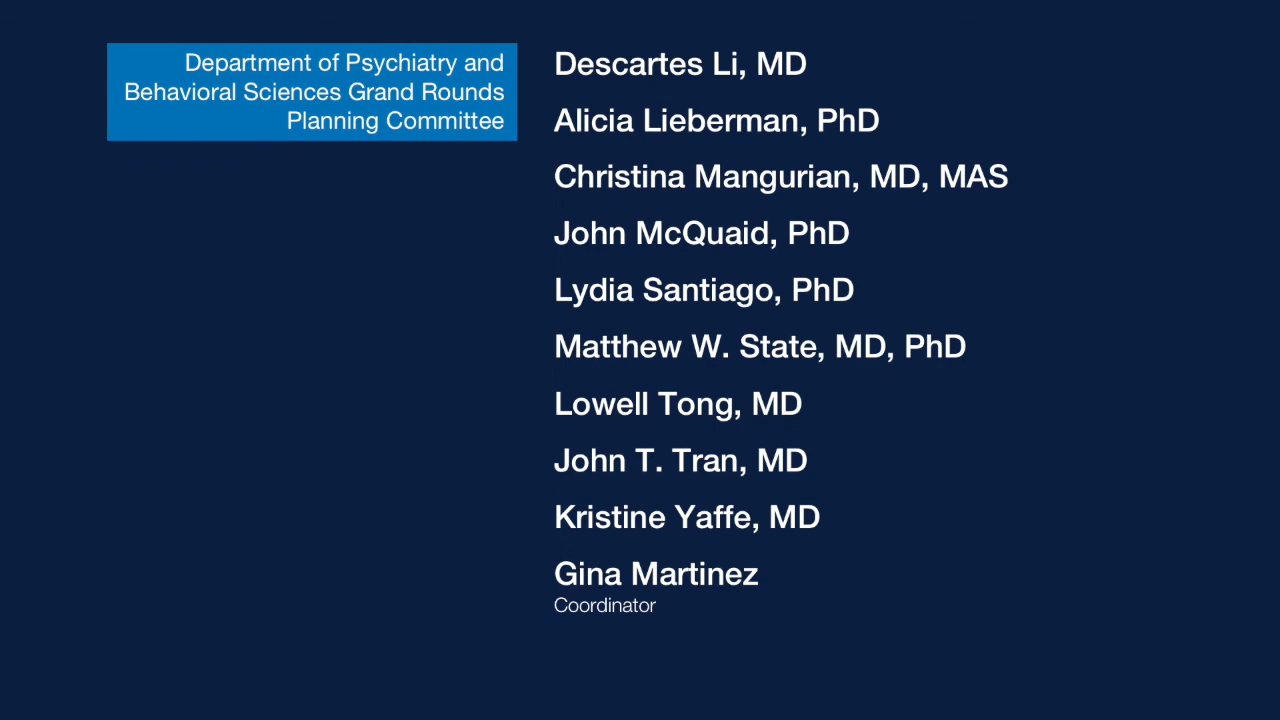 Department of Psychiatry and
Behavioral Sciences Grand Rounds
Planning Committee
Descartes Li, MD
Alicia Lieberman, PhD
Christina Mangurian, MD, MAS
John McQuaid, PhD
Lydia Santiago, PhD
Matthew W. State, MD, PhD
Lowell Tong, MD
John T. Tran, MD
Kristine Yaffe, MD
Gina Martinez
Coordinator